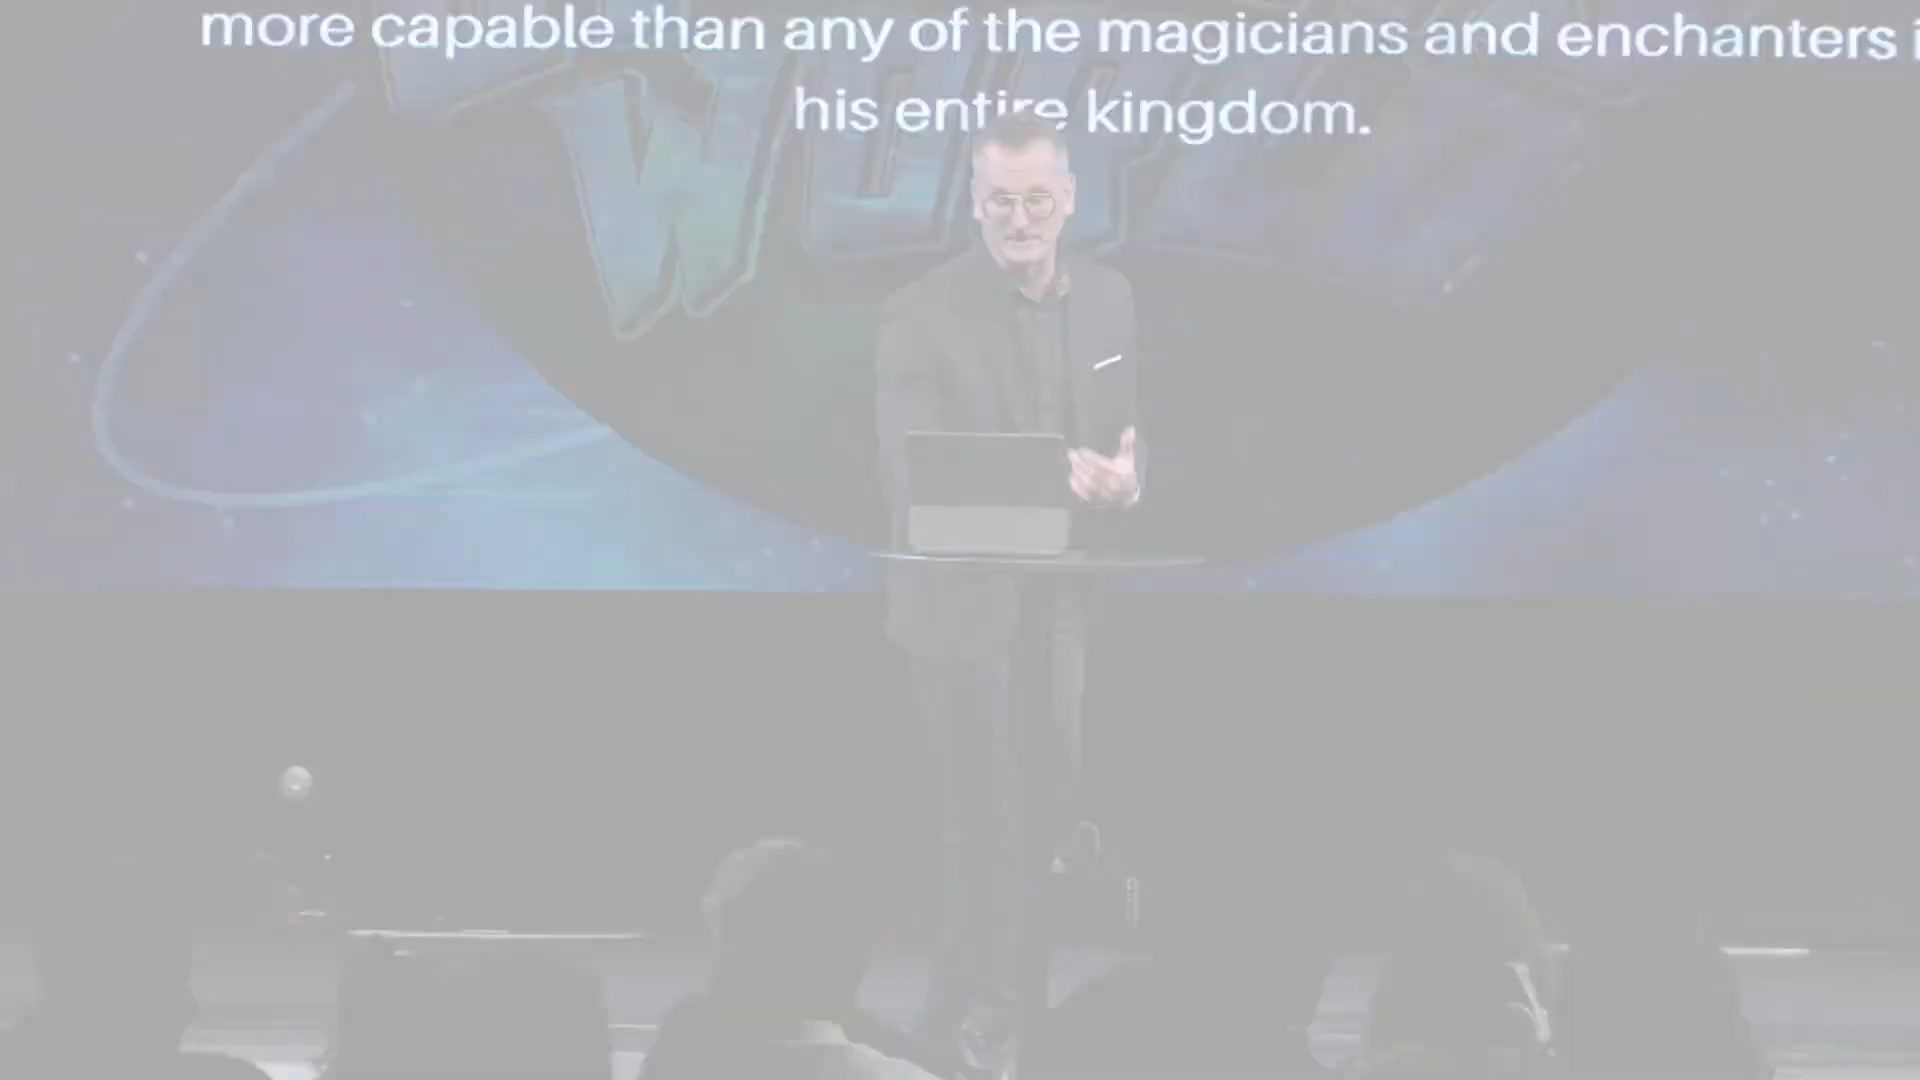 more capable than any of the magicians and enchanters
his entire kingdom.